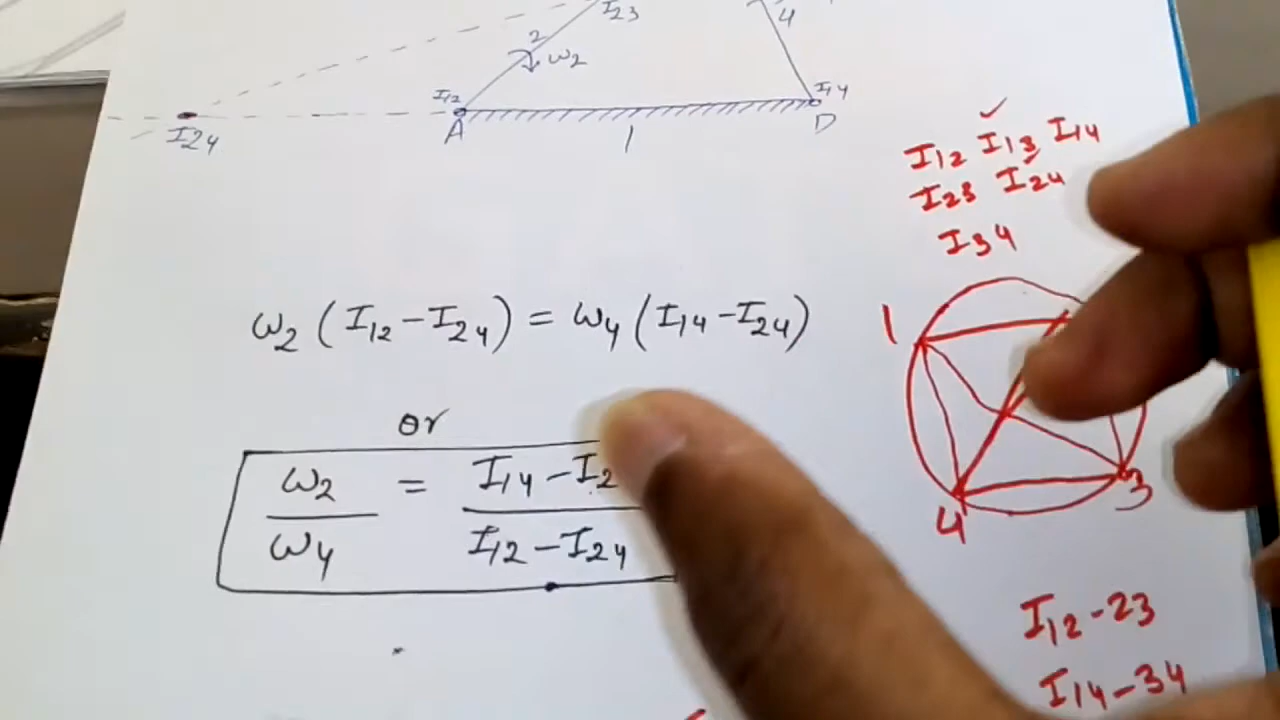 I23
4
2
ω2
I12
I14
I24
A
1
D
I12 I13 I14
I23 I24
I34
ω2 (I12-I24) = ω4 (I14-I24)
or
ω2 / ω4 = I14-I2 / I12-I24
1
4
3
I12-23
I14-34